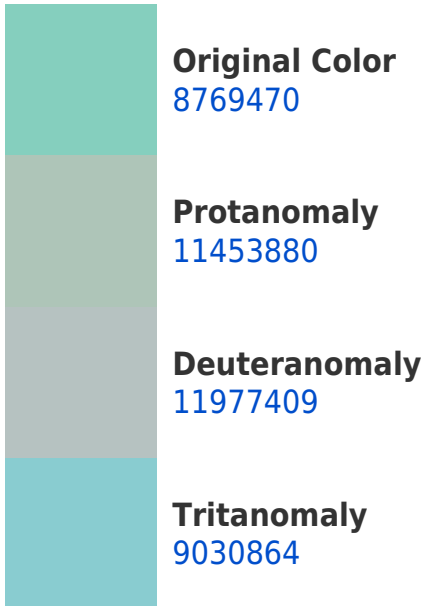 Original Color
8769470
Protanomaly
11453880
Deuteranomaly
11977409
Tritanomaly
9030864